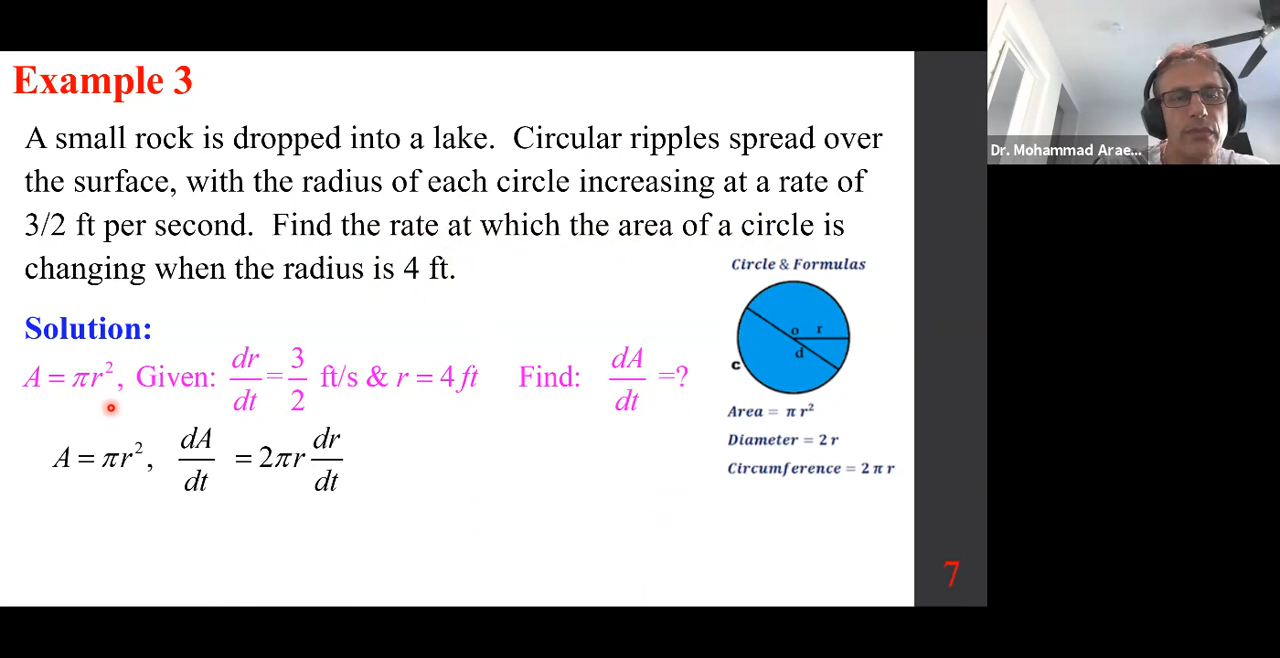 Example 3
A small rock is dropped into a lake. Circular ripples spread over
the surface, with the radius of each circle increasing at a rate of
3/2 ft per second. Find the rate at which the area of a circle is
changing when the radius is 4 ft.
Circle & Formulas
o r
d
c
Area = π r²
Diameter = 2 r
Circumference = 2 π r
Solution:
A = πr², Given: dr/dt = 3/2 ft/s & r = 4 ft Find: dA/dt =?
A = πr², dA/dt = 2πr dr/dt
7
Dr. Mohammad Arae...